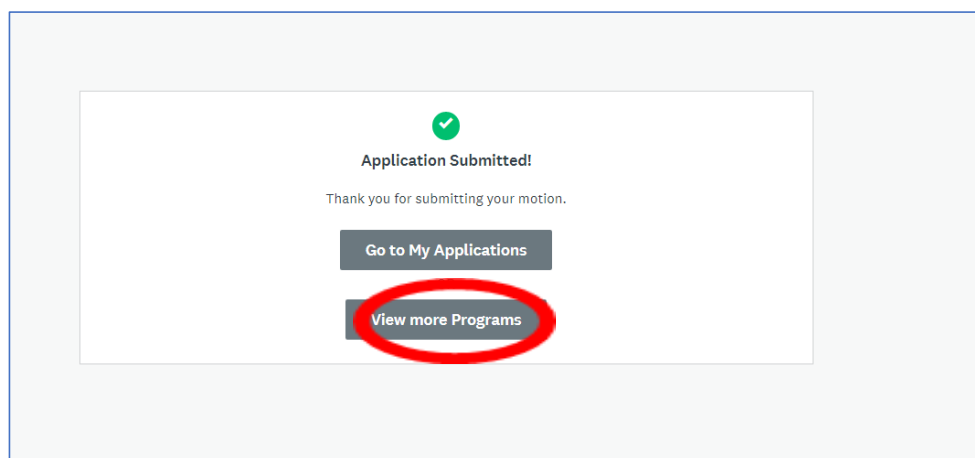 Application Submitted!
Thank you for submitting your motion.
Go to My Applications
View more Programs